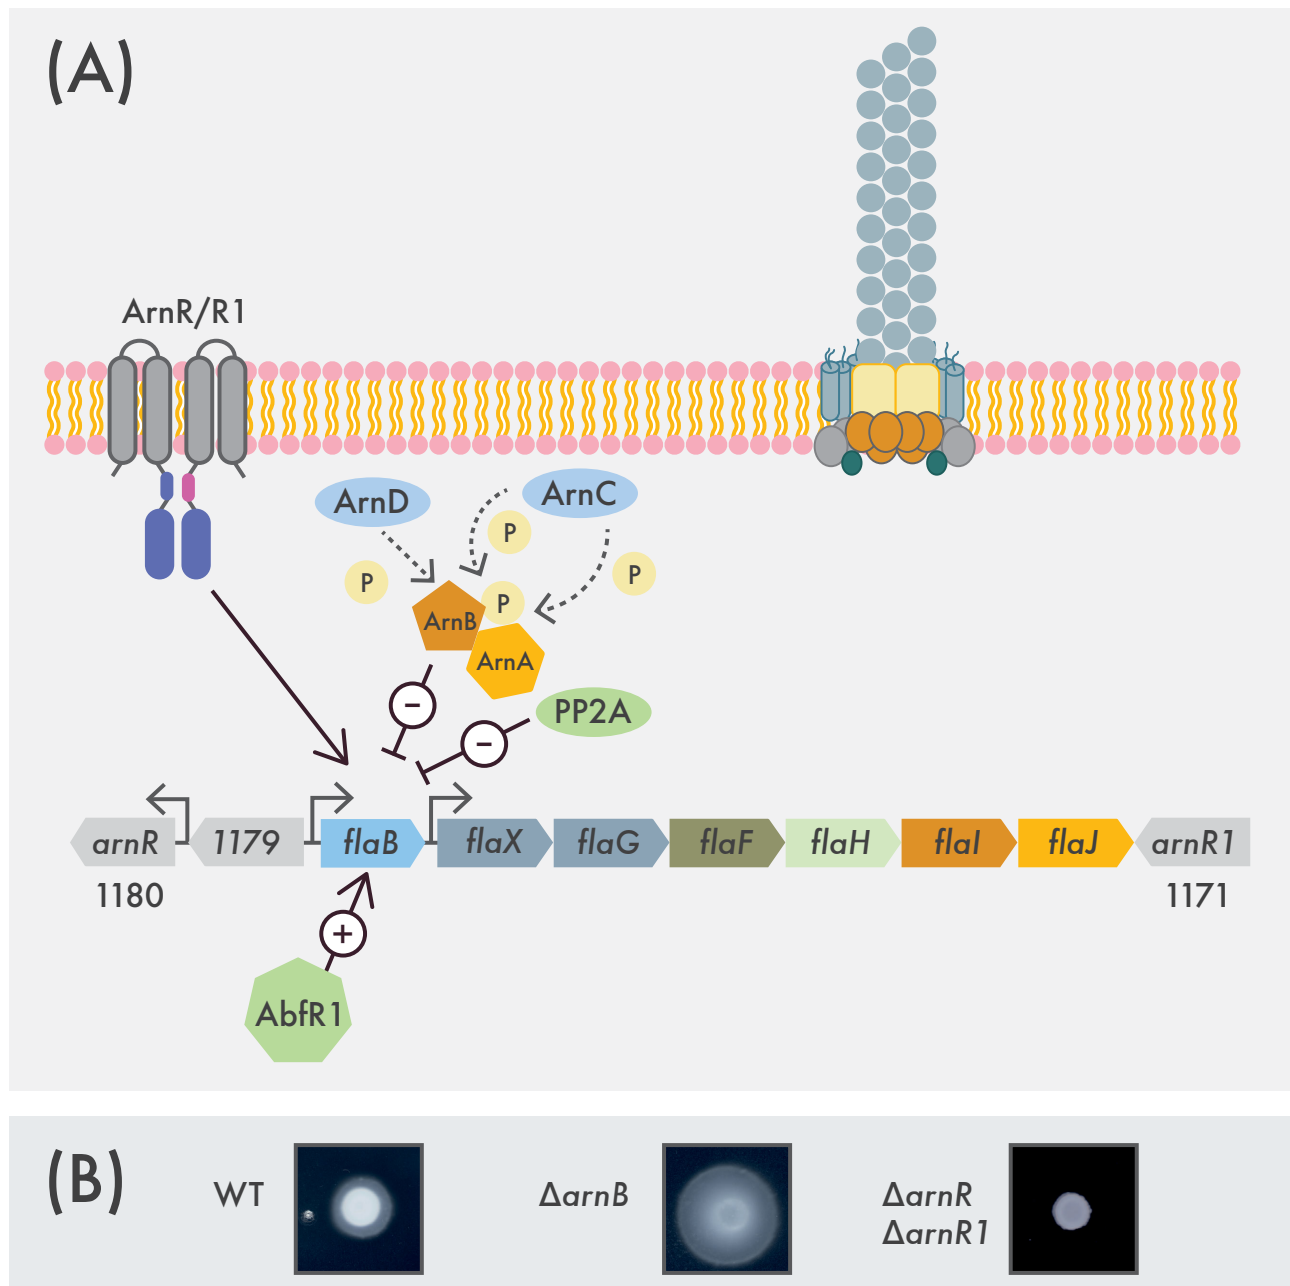 (A)
ArnR/R1
ArnD
ArnC
P
P
P
P
ArnB
ArnA
PP2A
−
−
arnR
1179
flaB
flaX
flaG
flaF
flaH
flaI
flaJ
arnR1
1180
1171
+
AbfR1
(B)
WT
ΔarnB
ΔarnR
ΔarnR1